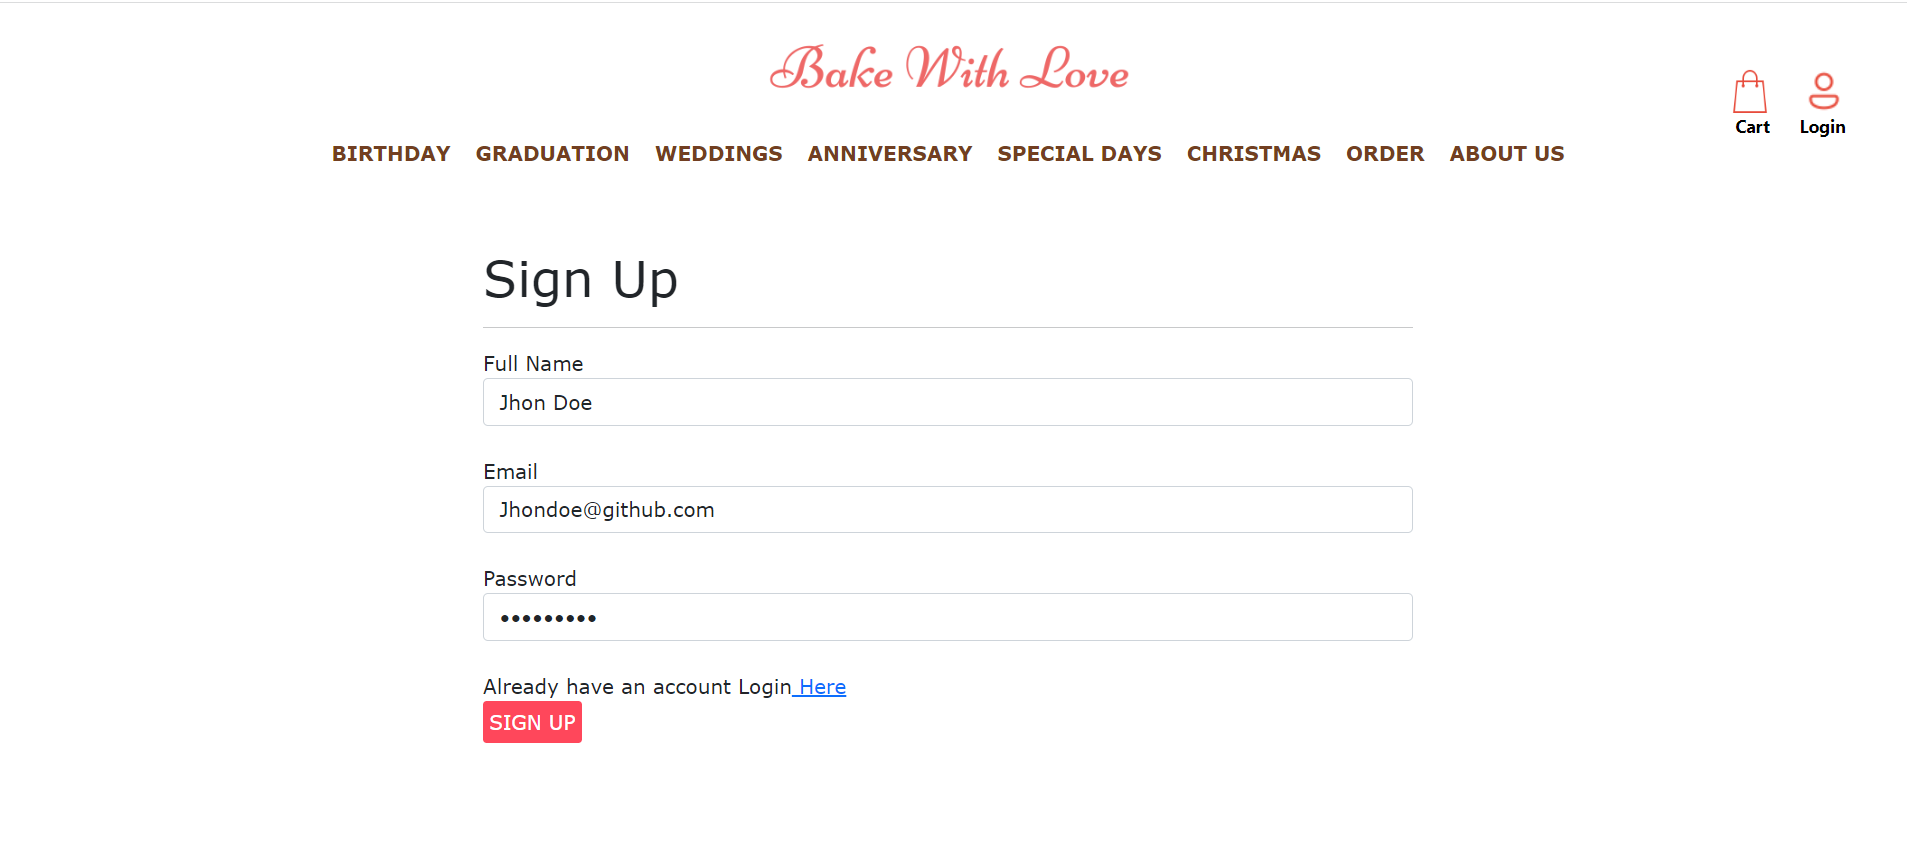 Bake With Love
Cart Login
BIRTHDAY GRADUATION WEDDINGS ANNIVERSARY SPECIAL DAYS CHRISTMAS ORDER ABOUT US
Sign Up
Full Name
Jhon Doe
Email
Jhondoe@github.com
Password
•••••••••
Already have an account Login Here
SIGN UP